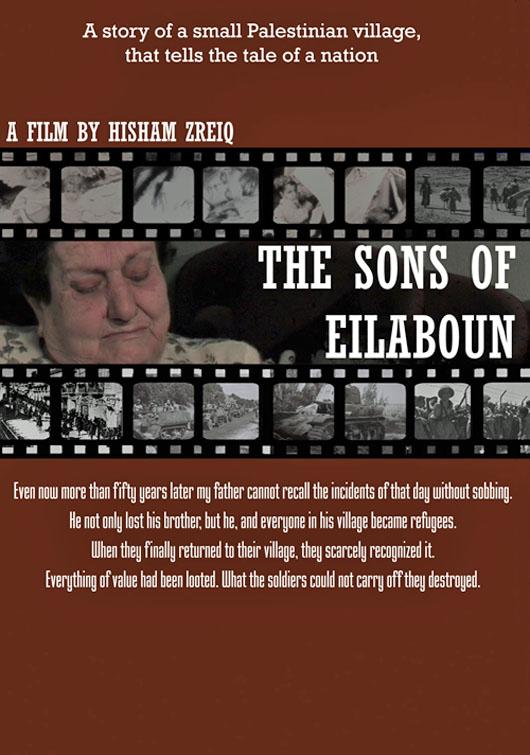 A story of a small Palestinian village,
that tells the tale of a nation
A FILM BY HISHAM ZREIQ
THE SONS OF
EILABOUN
Even now more than fifty years later my father cannot recall the incidents of that day without sobbing.
He not only lost his brother, but he, and everyone in his village became refugees.
When they finally returned to their village, they scarcely recognized it.
Everything of value had been looted. What the soldiers could not carry off they destroyed.